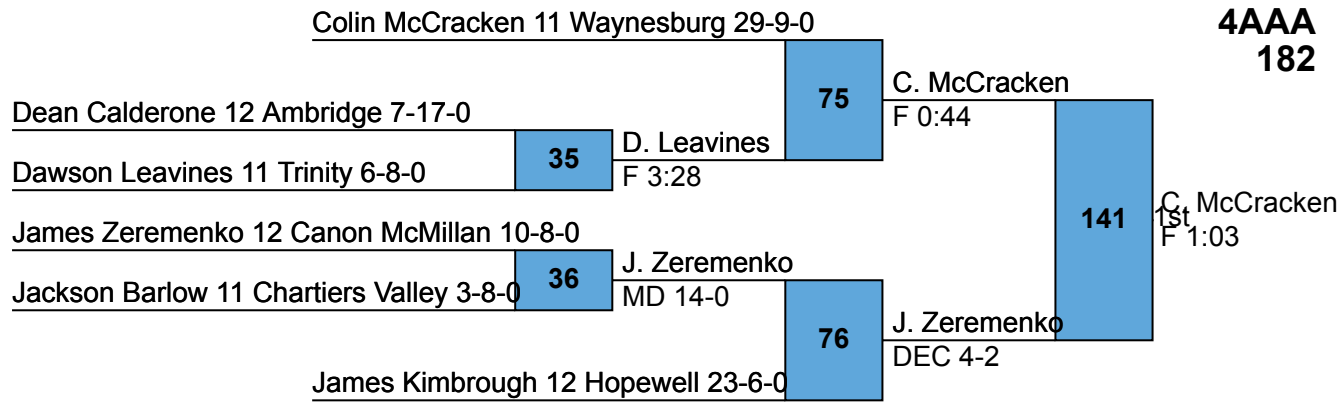 Colin McCracken 11 Waynesburg 29-9-0
4AAA
182
75
C. McCracken
F 0:44
Dean Calderone 12 Ambridge 7-17-0
35
D. Leavines
F 3:28
Dawson Leavines 11 Trinity 6-8-0
141
1st
C. McCracken
F 1:03
James Zeremenko 12 Canon McMillan 10-8-0
36
J. Zeremenko
MD 14-0
Jackson Barlow 11 Chartiers Valley 3-8-0
76
J. Zeremenko
DEC 4-2
James Kimbrough 12 Hopewell 23-6-0